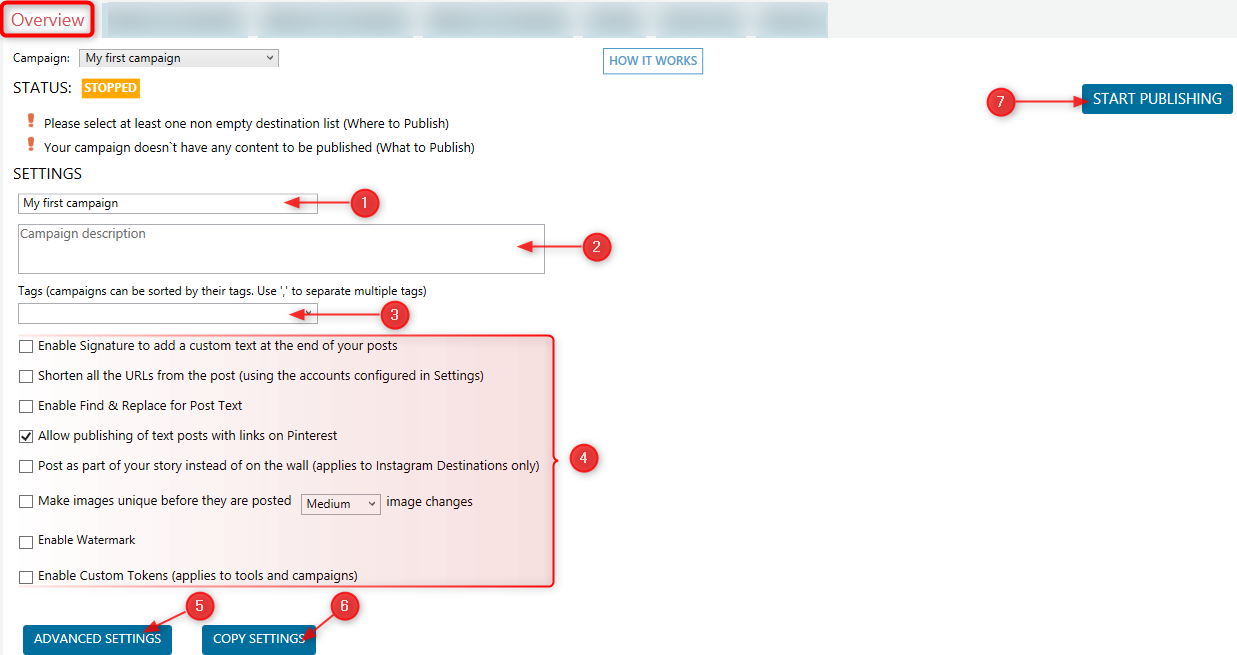 Overview
Campaign: My first campaign
HOW IT WORKS
STATUS: STOPPED
7 START PUBLISHING
Please select at least one non empty destination list (Where to Publish)
Your campaign doesn`t have any content to be published (What to Publish)
SETTINGS
My first campaign 1
Campaign description 2
Tags (campaigns can be sorted by their tags. Use ',' to separate multiple tags)
3
Enable Signature to add a custom text at the end of your posts
Shorten all the URLs from the post (using the accounts configured in Settings)
Enable Find & Replace for Post Text
Allow publishing of text posts with links on Pinterest
Post as part of your story instead of on the wall (applies to Instagram Destinations only) 4
Make images unique before they are posted Medium image changes
Enable Watermark
Enable Custom Tokens (applies to tools and campaigns)
5 6
ADVANCED SETTINGS COPY SETTINGS